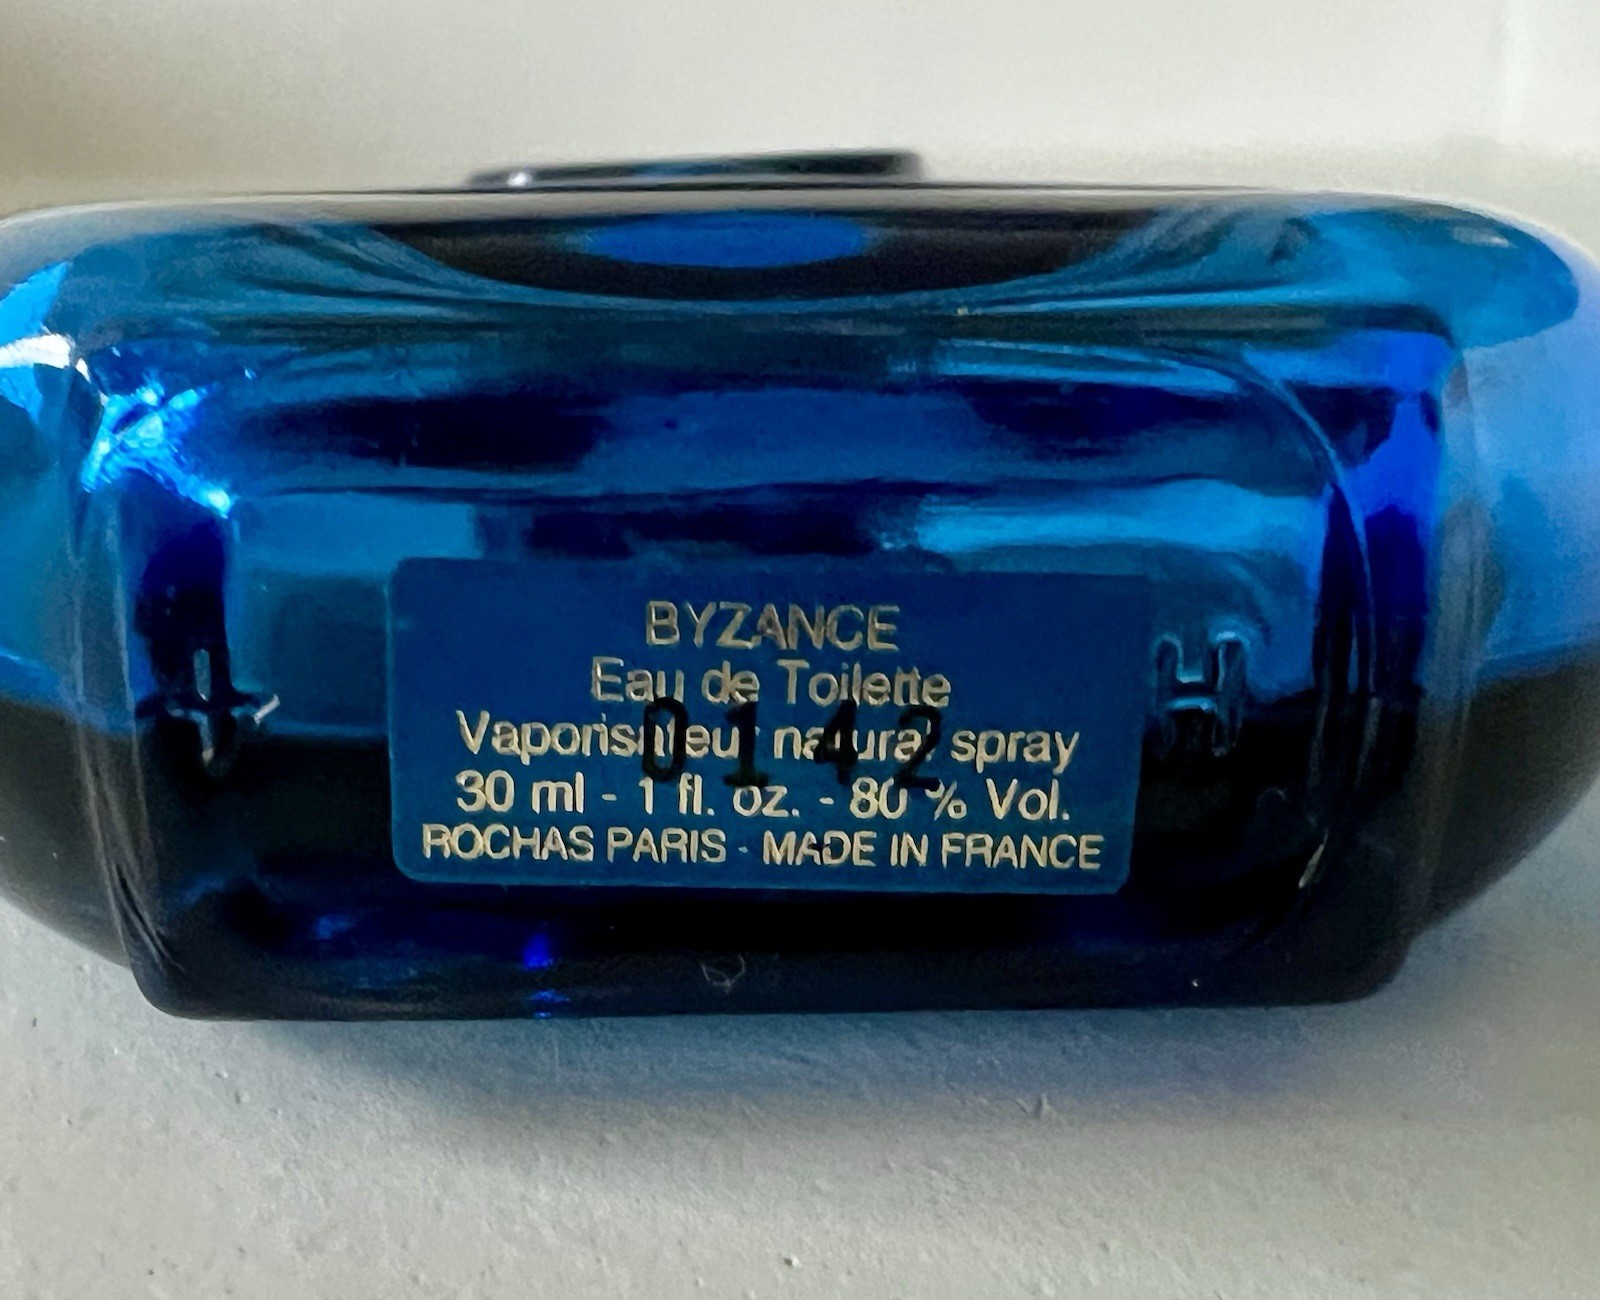 BYZANCE
Eau de Toilette
Vaporisateur natural spray
0142
30 ml - 1 fl. oz. - 80 % Vol.
ROCHAS PARIS - MADE IN FRANCE
H